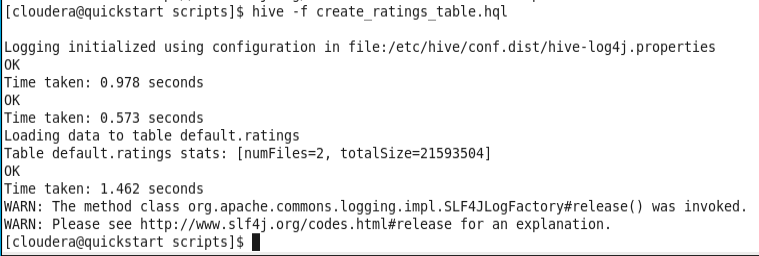 [cloudera@quickstart scripts]$ hive -f create_ratings_table.hql
Logging initialized using configuration in file:/etc/hive/conf.dist/hive-log4j.properties
OK
Time taken: 0.978 seconds
OK
Time taken: 0.573 seconds
Loading data to table default.ratings
Table default.ratings stats: [numFiles=2, totalSize=21593504]
OK
Time taken: 1.462 seconds
WARN: The method class org.apache.commons.logging.impl.SLF4JLogFactory#release() was invoked.
WARN: Please see http://www.slf4j.org/codes.html#release for an explanation.
[cloudera@quickstart scripts]$